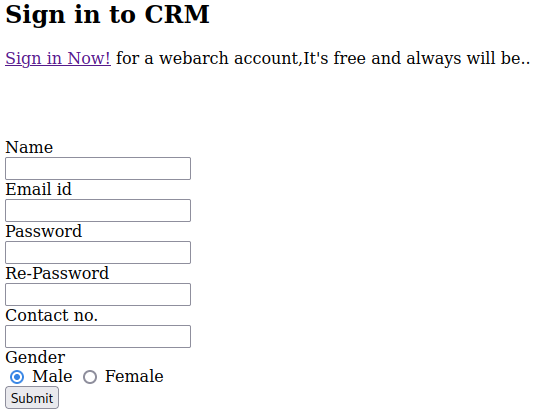 Sign in to CRM
Sign in Now! for a webarch account,It's free and always will be..
Name
Email id
Password
Re-Password
Contact no.
Gender
Male Female
Submit